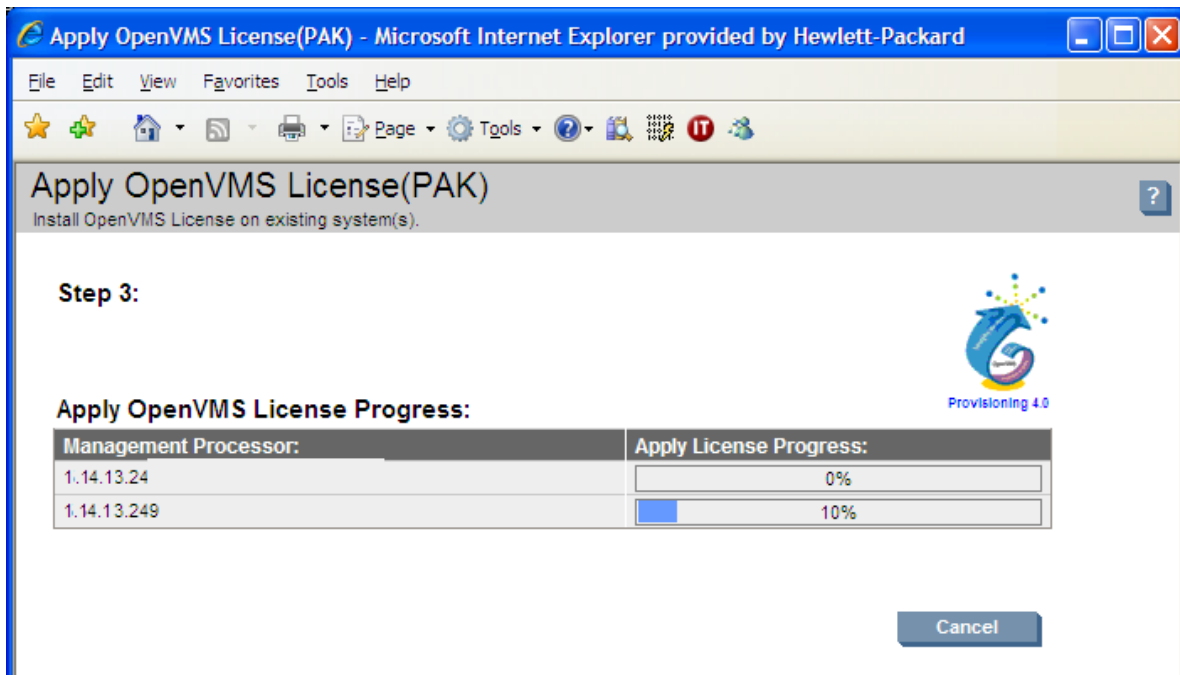 Apply OpenVMS License(PAK) - Microsoft Internet Explorer provided by Hewlett-Packard
File Edit View Favorites Tools Help
Page Tools
Apply OpenVMS License(PAK)
?
Install OpenVMS License on existing system(s).
Step 3:
Provisioning 4.0
Apply OpenVMS License Progress:
Management Processor: Apply License Progress:
.14.13.24 0%
.14.13.249 10%
Cancel